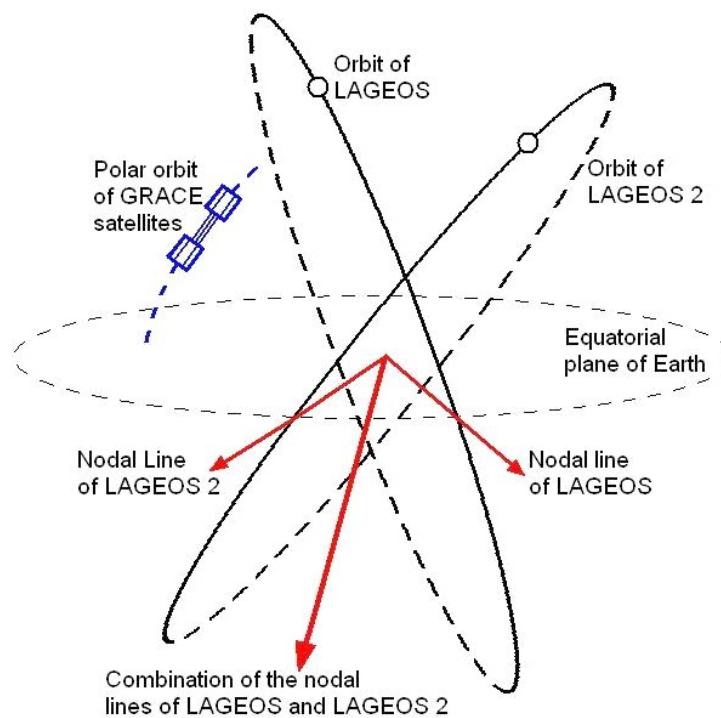 Orbit of
LAGEOS
Polar orbit
of GRACE
satellites
Orbit of
LAGEOS 2
Equatorial
plane of Earth
Nodal Line
of LAGEOS 2
Nodal line
of LAGEOS
Combination of the nodal
lines of LAGEOS and LAGEOS 2